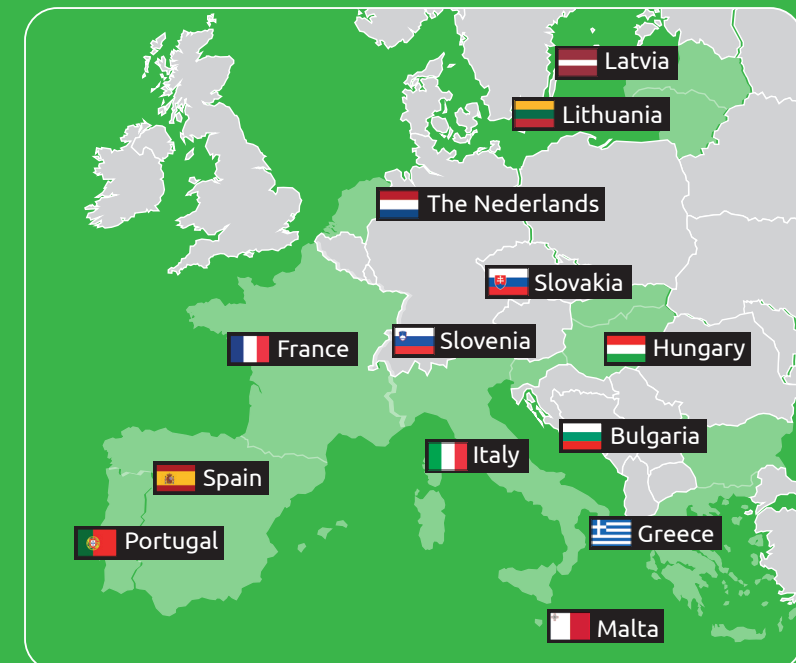 Latvia
Lithuania
The Nederlands
Slovakia
Slovenia
France
Hungary
Bulgaria
Italy
Spain
Greece
Portugal
Malta